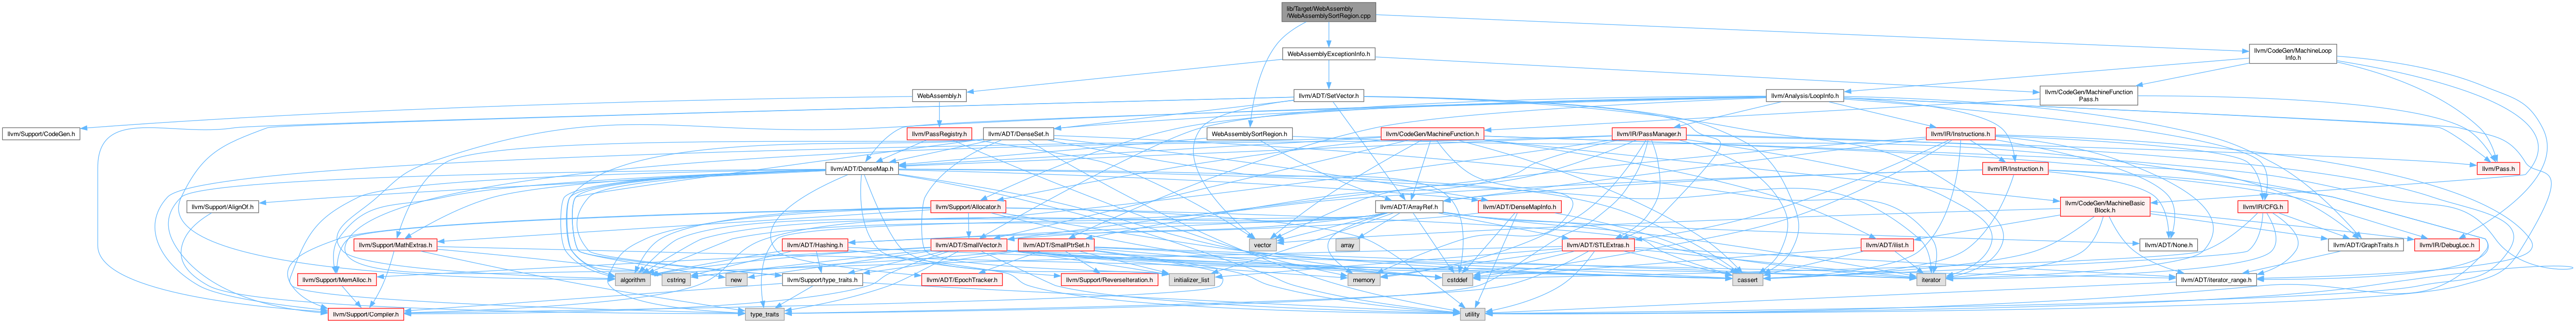 lib/Target/WebAssembly
/WebAssemblySortRegion.cpp
WebAssemblyExceptionInfo.h
llvm/CodeGen/MachineLoop
Info.h
WebAssembly.h
llvm/ADT/SetVector.h
llvm/Analysis/LoopInfo.h
llvm/CodeGen/MachineFunction
Pass.h
llvm/Support/CodeGen.h
llvm/PassRegistry.h
llvm/ADT/DenseSet.h
WebAssemblySortRegion.h
llvm/CodeGen/MachineFunction.h
llvm/IR/PassManager.h
llvm/IR/Instructions.h
llvm/ADT/DenseMap.h
llvm/IR/Instruction.h
llvm/Pass.h
llvm/Support/AlignOf.h
llvm/Support/Allocator.h
llvm/ADT/ArrayRef.h
llvm/ADT/DenseMapInfo.h
llvm/CodeGen/MachineBasic
Block.h
llvm/IR/CFG.h
llvm/Support/MathExtras.h
llvm/ADT/Hashing.h
llvm/ADT/SmallVector.h
llvm/ADT/SmallPtrSet.h
vector
array
llvm/ADT/STLExtras.h
llvm/ADT/ilist.h
llvm/ADT/None.h
llvm/ADT/GraphTraits.h
llvm/IR/DebugLoc.h
llvm/Support/MemAlloc.h
algorithm
cstring
new
llvm/Support/type_traits.h
llvm/ADT/EpochTracker.h
llvm/Support/ReverseIteration.h
initializer_list
memory
cstddef
cassert
iterator
llvm/ADT/iterator_range.h
llvm/Support/Compiler.h
type_traits
utility